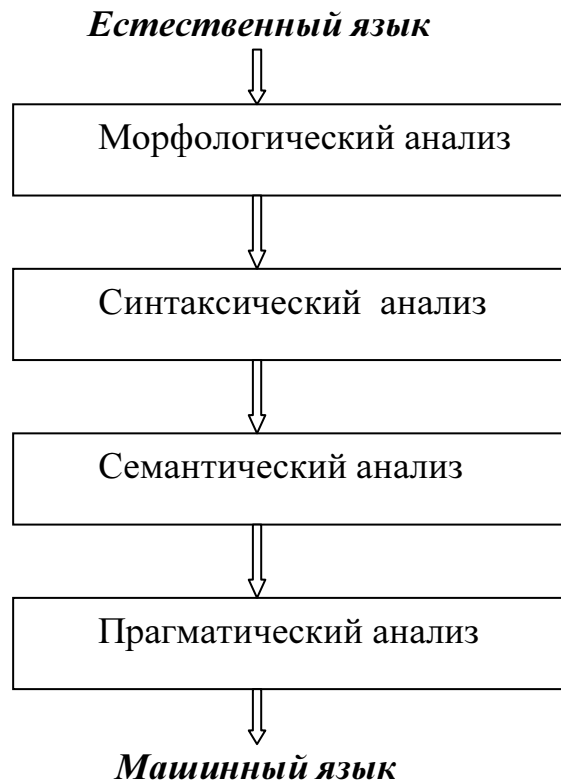 Естественный язык
Морфологический анализ
Синтаксический анализ
Семантический анализ
Прагматический анализ
Машинный язык